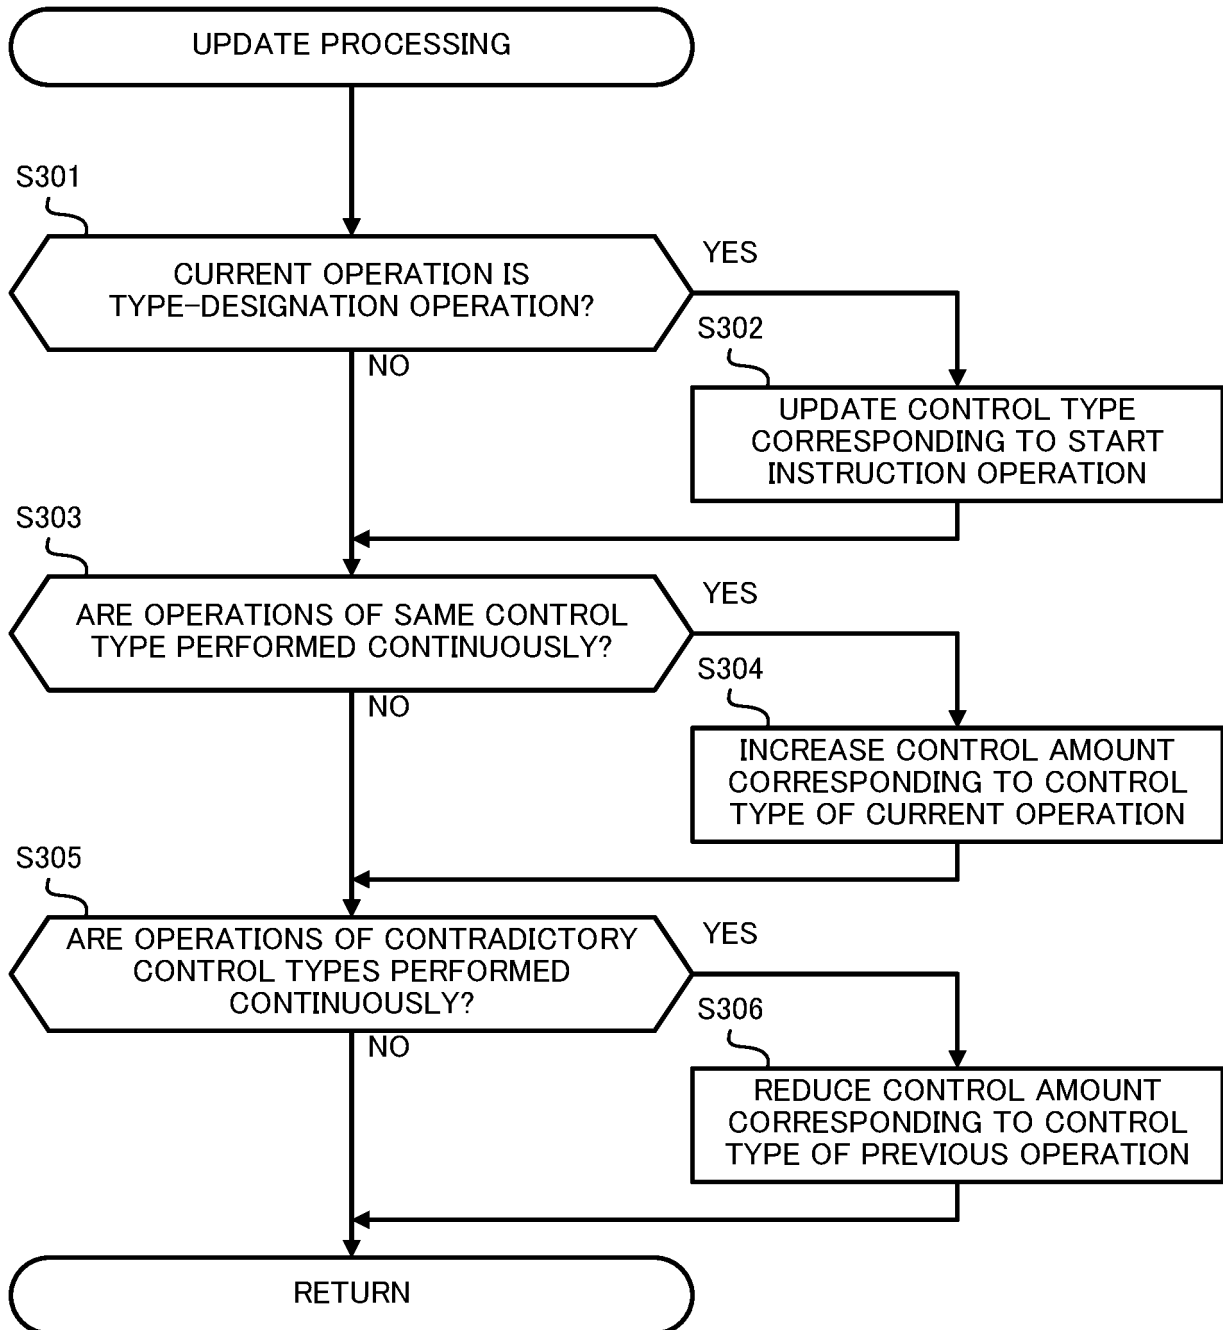 UPDATE PROCESSING
S301
CURRENT OPERATION IS
TYPE-DESIGNATION OPERATION?
YES
NO
S302
UPDATE CONTROL TYPE
CORRESPONDING TO START
INSTRUCTION OPERATION
S303
ARE OPERATIONS OF SAME CONTROL
TYPE PERFORMED CONTINUOUSLY?
YES
NO
S304
INCREASE CONTROL AMOUNT
CORRESPONDING TO CONTROL
TYPE OF CURRENT OPERATION
S305
ARE OPERATIONS OF CONTRADICTORY
CONTROL TYPES PERFORMED
CONTINUOUSLY?
YES
NO
S306
REDUCE CONTROL AMOUNT
CORRESPONDING TO CONTROL
TYPE OF PREVIOUS OPERATION
RETURN